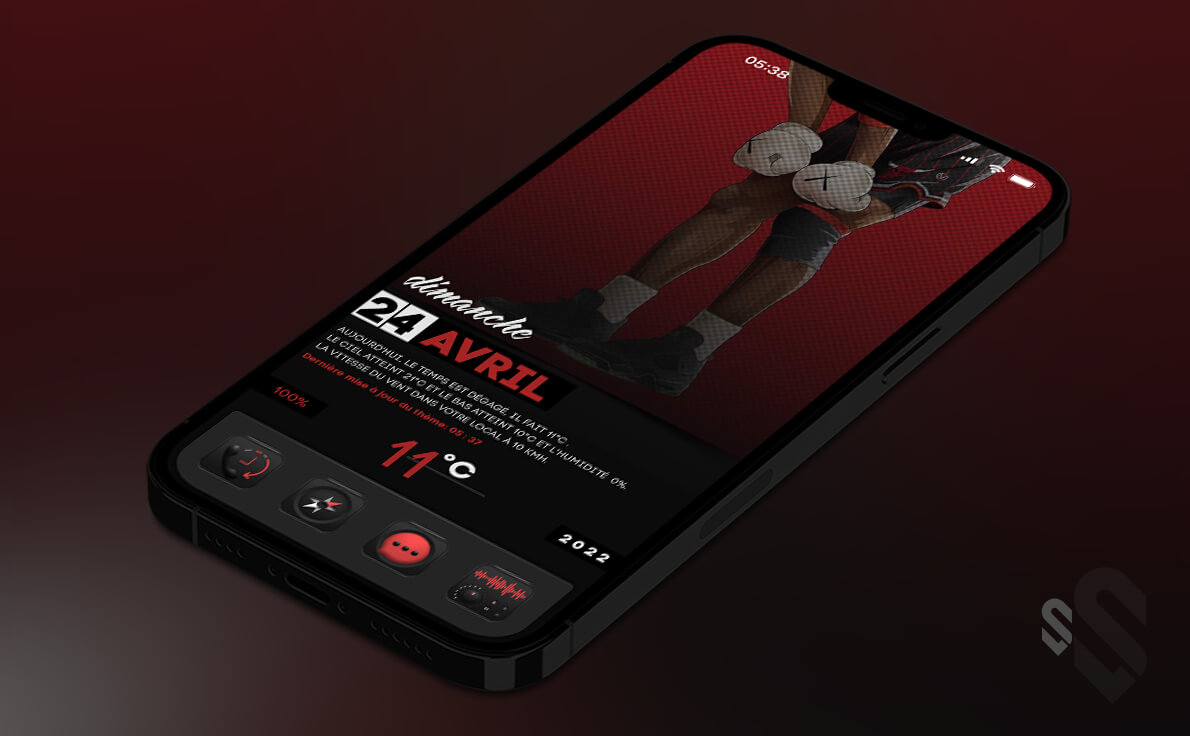 05:38
dimanche
24 AVRIL
AUJOURD'HUI, LE TEMPS EST DÉGAGÉ, IL FAIT 11°C.
LE CIEL ATTEINT 21°C ET LE BAS ATTEINT 10°C ET L'HUMIDITÉ 0%.
LA VITESSE DU VENT DANS VOTRE LOCAL À 10 KMH.
Dernière mise à jour du thème: 05 : 37
100%
11 °C
2022